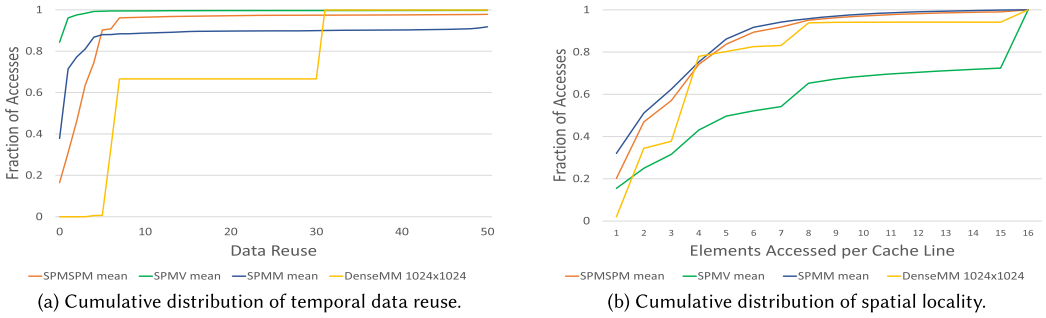 Fraction of Accesses
1
0.8
0.6
0.4
0.2
0
0 10 20 30 40 50
Data Reuse
SPMSPM mean SPMV mean SPMM mean DenseMM 1024x1024
(a) Cumulative distribution of temporal data reuse.
Fraction of Accesses
1
0.8
0.6
0.4
0.2
0
1 2 3 4 5 6 7 8 9 10 11 12 13 14 15 16
Elements Accessed per Cache Line
SPMSPM mean SPMV mean SPMM mean DenseMM 1024x1024
(b) Cumulative distribution of spatial locality.